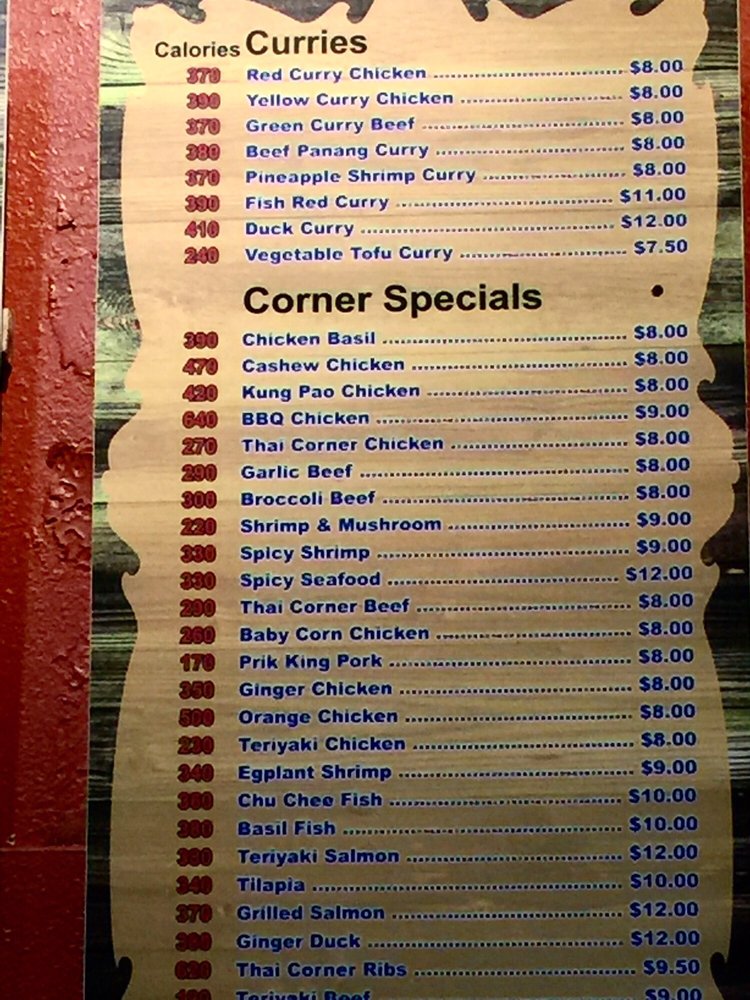 Calories Curries
370 Red Curry Chicken $8.00
390 Yellow Curry Chicken $8.00
370 Green Curry Beef $8.00
380 Beef Panang Curry $8.00
370 Pineapple Shrimp Curry $8.00
390 Fish Red Curry $11.00
410 Duck Curry $12.00
240 Vegetable Tofu Curry $7.50
Corner Specials
390 Chicken Basil $8.00
470 Cashew Chicken $8.00
420 Kung Pao Chicken $8.00
640 BBQ Chicken $9.00
270 Thai Corner Chicken $8.00
290 Garlic Beef $8.00
300 Broccoli Beef $8.00
220 Shrimp & Mushroom $9.00
330 Spicy Shrimp $9.00
330 Spicy Seafood $12.00
290 Thai Corner Beef $8.00
260 Baby Corn Chicken $8.00
170 Prik King Pork $8.00
350 Ginger Chicken $8.00
500 Orange Chicken $8.00
230 Teriyaki Chicken $8.00
340 Egplant Shrimp $9.00
Chu Chee Fish $10.00
Basil Fish $10.00
Teriyaki Salmon $12.00
340 Tilapia $10.00
370 Grilled Salmon $12.00
Ginger Duck $12.00
620 Thai Corner Ribs $9.50
Teriyaki Beef $9.00